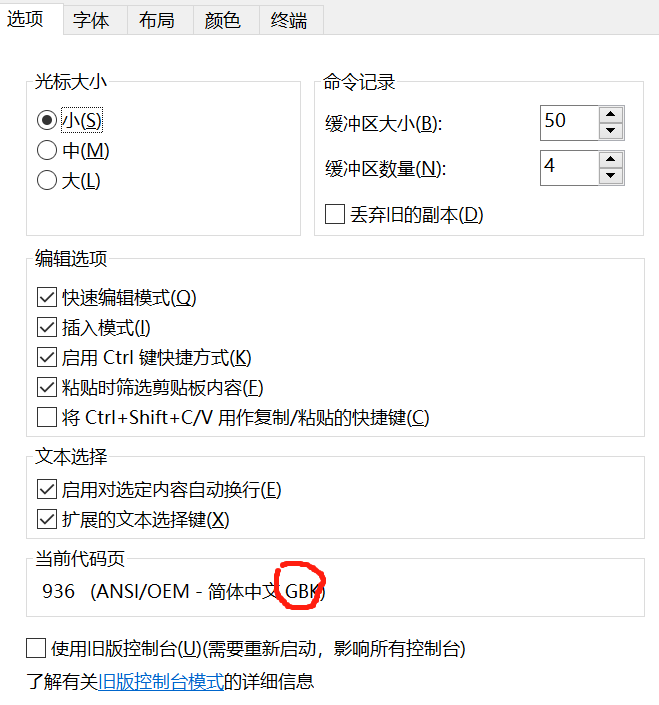 选项 字体 布局 颜色 终端
光标大小
小(S)
中(M)
大(L)
命令记录
缓冲区大小(B): 50
缓冲区数量(N): 4
丢弃旧的副本(D)
编辑选项
快速编辑模式(Q)
插入模式(I)
启用 Ctrl 键快捷方式(K)
粘贴时筛选剪贴板内容(F)
将 Ctrl+Shift+C/V 用作复制/粘贴的快捷键(C)
文本选择
启用对选定内容自动换行(E)
扩展的文本选择键(X)
当前代码页
936 (ANSI/OEM - 简体中文 GBK)
使用旧版控制台(U)(需要重新启动，影响所有控制台)
了解有关旧版控制台模式的详细信息